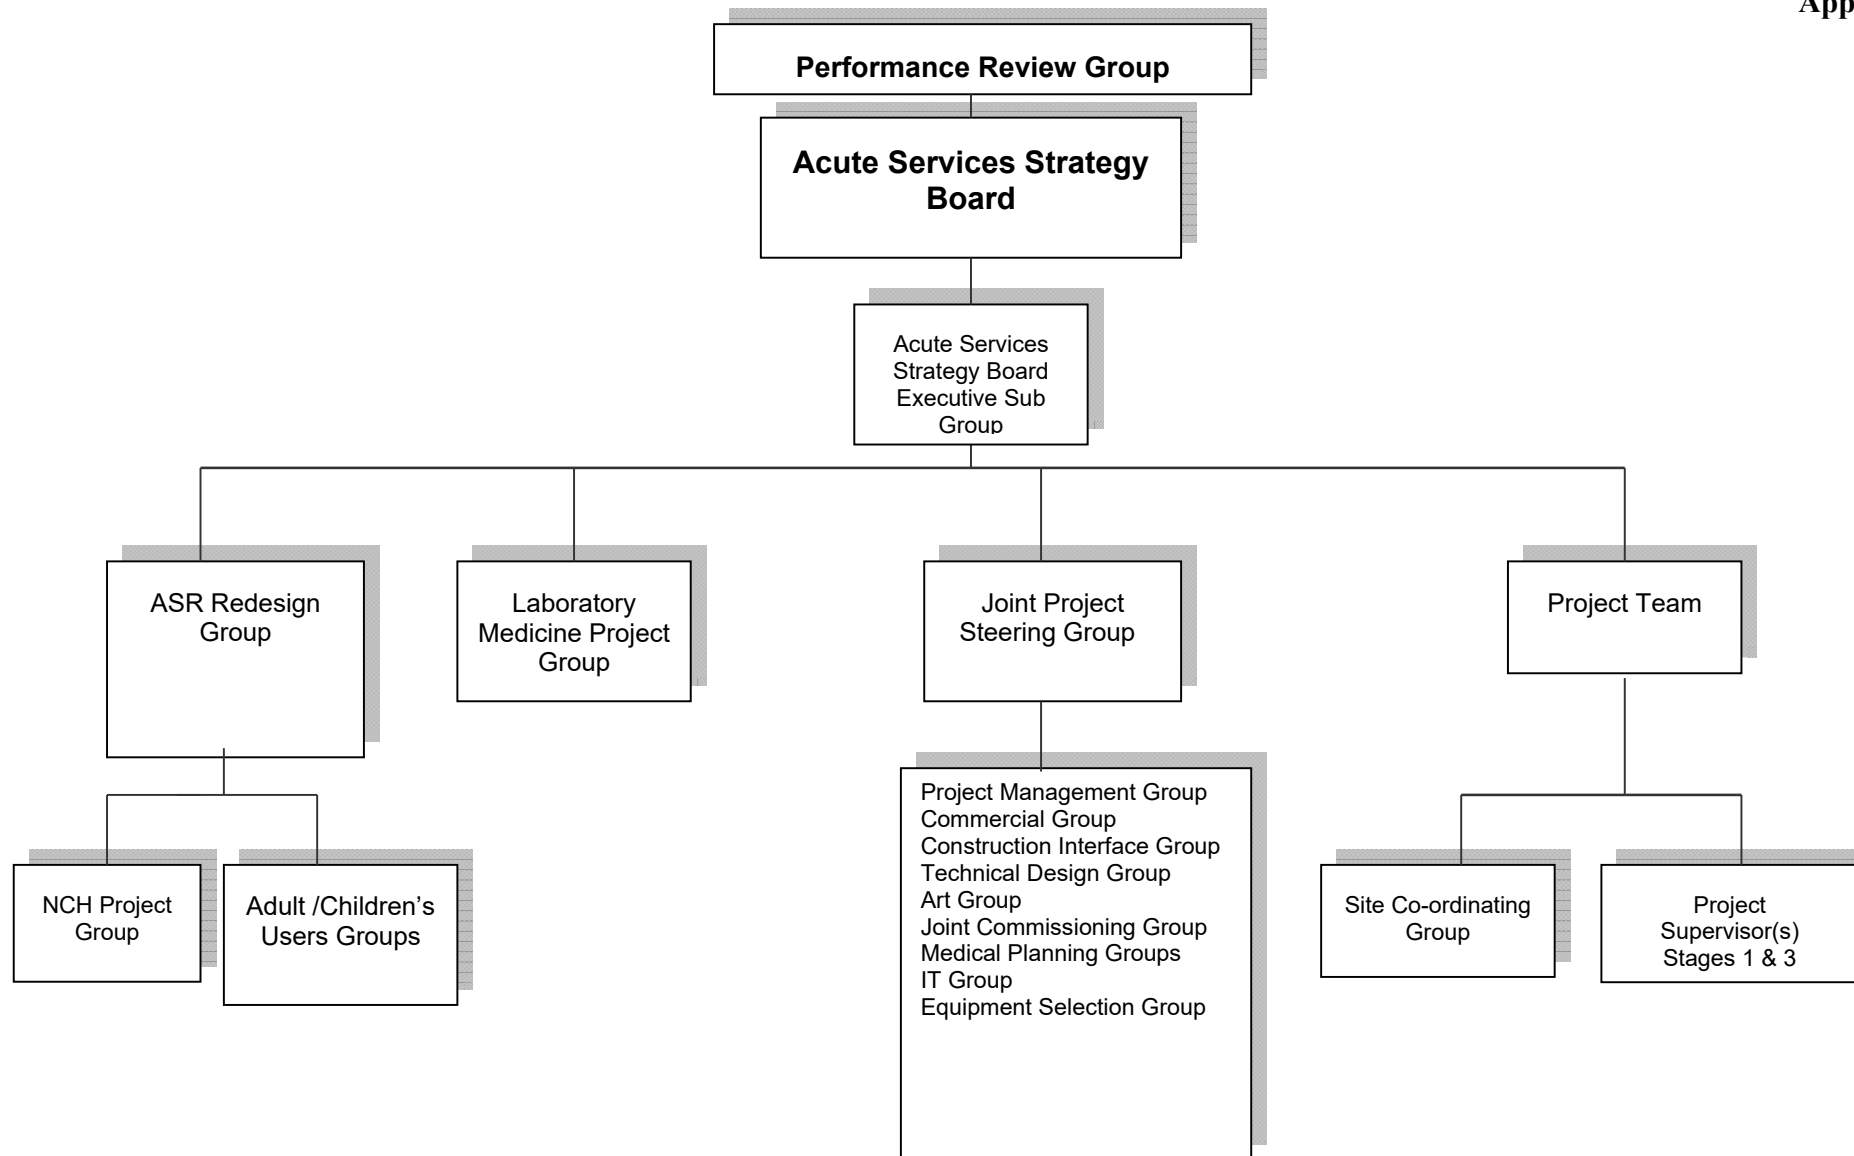 App
Performance Review Group
Acute Services Strategy
Board
Acute Services
Strategy Board
Executive Sub
Group
ASR Redesign
Group
Laboratory
Medicine Project
Group
Joint Project
Steering Group
Project Team
Project Management Group
Commercial Group
Construction Interface Group
Technical Design Group
Art Group
Joint Commissioning Group
Medical Planning Groups
IT Group
Equipment Selection Group
NCH Project
Group
Adult /Children’s
Users Groups
Site Co-ordinating
Group
Project
Supervisor(s)
Stages 1 & 3